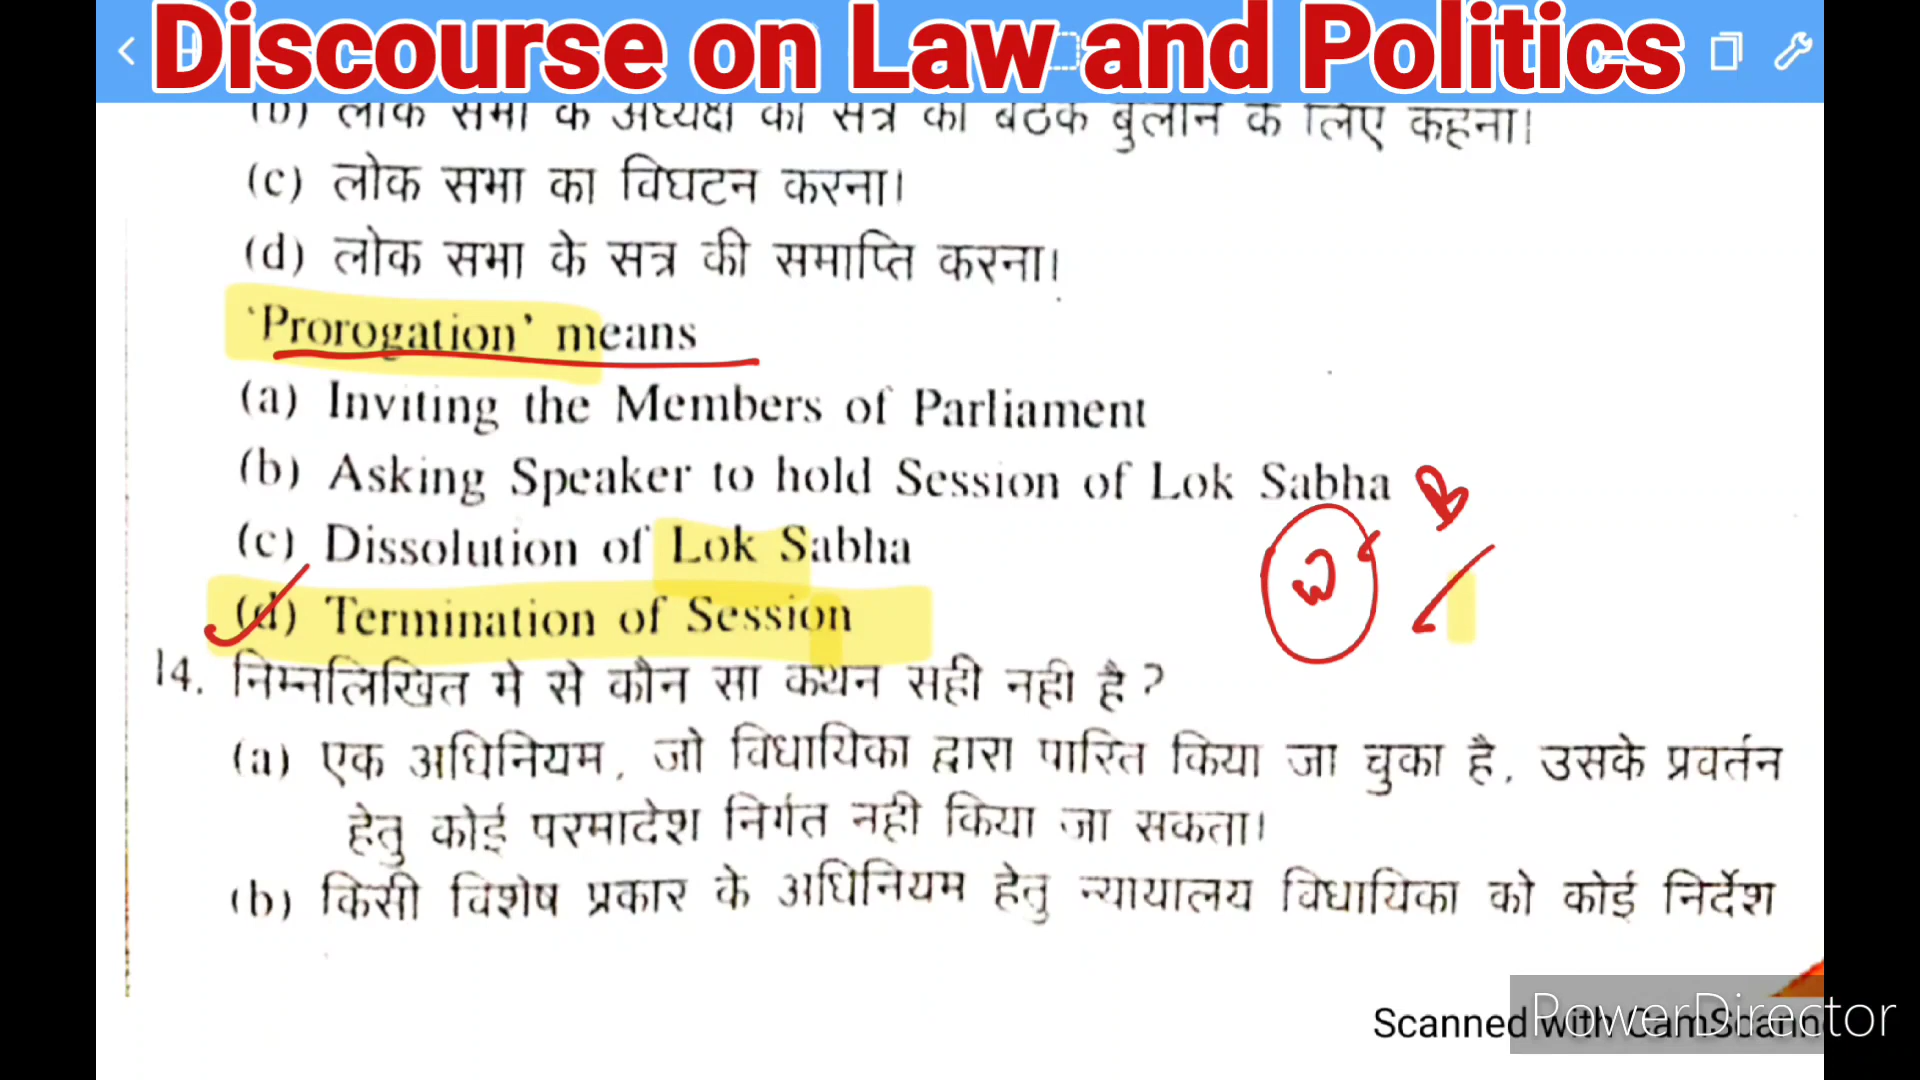 Discourse on Law and Politics
(b) लोक सभा के अध्यक्ष को सत्र की बैठक बुलाने के लिए कहना।
(c) लोक सभा का विघटन करना।
(d) लोक सभा के सत्र की समाप्ति करना।
‘Prorogation’ means
(a) Inviting the Members of Parliament
(b) Asking Speaker to hold Session of Lok Sabha
(c) Dissolution of Lok Sabha
(d) Termination of Session
14. निम्नलिखित मे से कौन सा कथन सही नही है ?
(a) एक अधिनियम, जो विधायिका द्वारा पारित किया जा चुका है, उसके प्रवर्तन
हेतु कोई परमादेश निर्गत नही किया जा सकता।
(b) किसी विशेष प्रकार के अधिनियम हेतु न्यायालय विधायिका को कोई निर्देश
Scanned with CamScann
PowerDirector